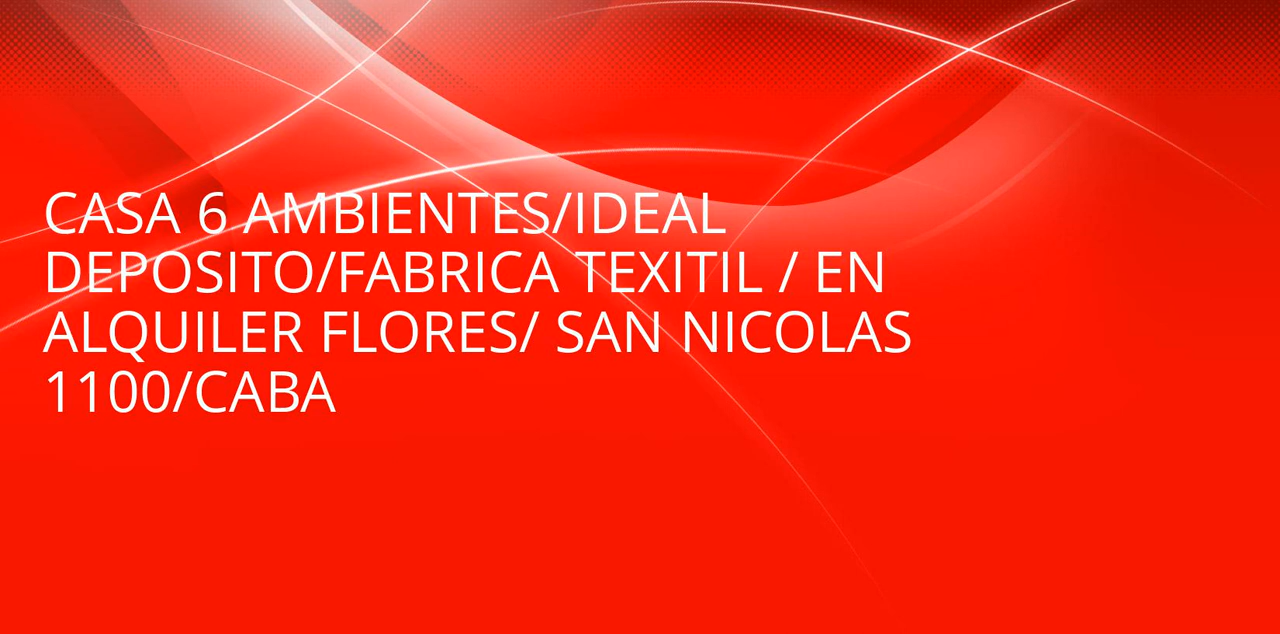 CASA 6 AMBIENTES/IDEAL
DEPOSITO/FABRICA TEXITIL / EN
ALQUILER FLORES/ SAN NICOLAS
1100/CABA